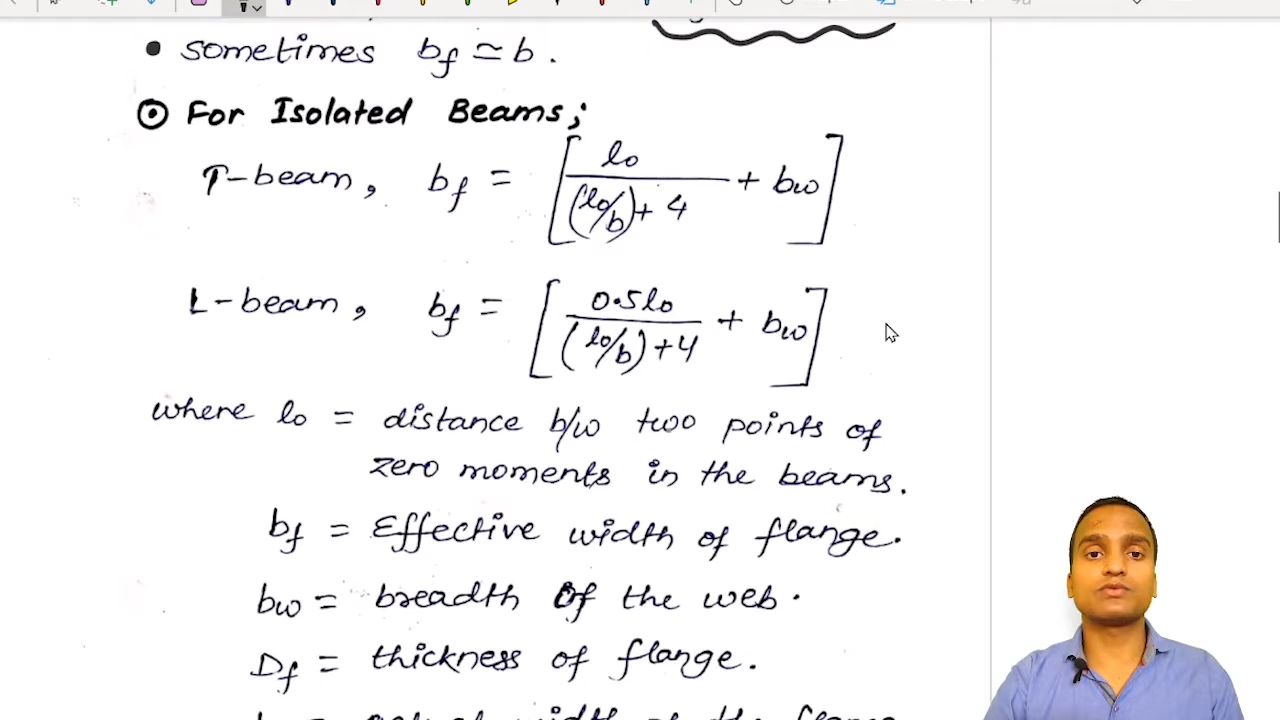 • sometimes bf ≃ b.
⊙ For Isolated Beams;
T-beam, bf = [ lo / ((lo/b) + 4) + bw ]
L-beam, bf = [ 0.5lo / ((lo/b) + 4) + bw ]
where lo = distance b/w two points of
zero moments in the beams.
bf = Effective width of flange.
bw = breadth of the web.
Df = thickness of flange.